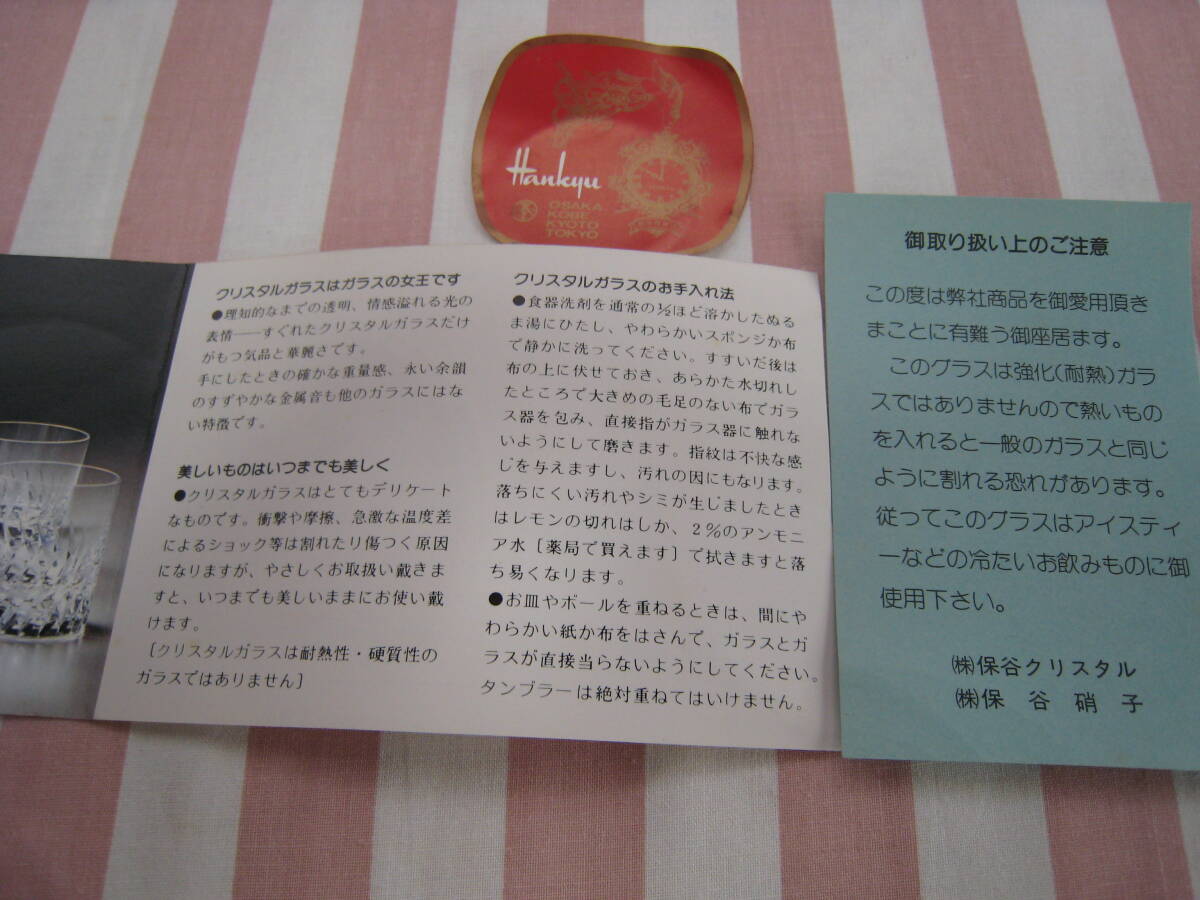 Hankyu
OSAKA
KOBE
KYOTO
TOKYO
クリスタルガラスはガラスの女王です
●理知的なまでの透明、情感溢れる光の
表情――すぐれたクリスタルガラスだけ
がもつ気品と華麗さです。
手にしたときの確かな重量感、永い余韻
のすずやかな金属音も他のガラスにはな
い特徴です。
美しいものはいつまでも美しく
●クリスタルガラスはとてもデリケート
なものです。衝撃や摩擦、急激な温度差
によるショック等は割れたり傷つく原因
になりますが、やさしくお取扱い戴きま
すと、いつまでも美しいままにお使い戴
けます。
［クリスタルガラスは耐熱性・硬質性の
ガラスではありません］
クリスタルガラスのお手入れ法
●食器洗剤を通常の½ほど溶かしたぬる
ま湯にひたし、やわらかいスポンジか布
で静かに洗ってください。すすいだ後は
布の上に伏せておき、あらかた水切れし
たところで大きめの毛足のない布でガラ
ス器を包み、直接指がガラス器に触れな
いようにして磨きます。指紋は不快な感
じを与えますし、汚れの因にもなります。
落ちにくい汚れやシミが生じましたとき
はレモンの切れはしか、2%のアンモニ
ア水［薬局で買えます］で拭きますと落
ち易くなります。
●お皿やボールを重ねるときは、間にや
わらかい紙か布をはさんで、ガラスとガ
ラスが直接当らないようにしてください。
タンブラーは絶対重ねてはいけません。
御取り扱い上のご注意
この度は弊社商品を御愛用頂き
まことに有難う御座居ます。
このグラスは強化(耐熱)ガラ
スではありませんので熱いもの
を入れると一般のガラスと同じ
ように割れる恐れがあります。
従ってこのグラスはアイスティ
ーなどの冷たいお飲みものに御
使用下さい。
㈱保谷クリスタル
㈱保谷硝子